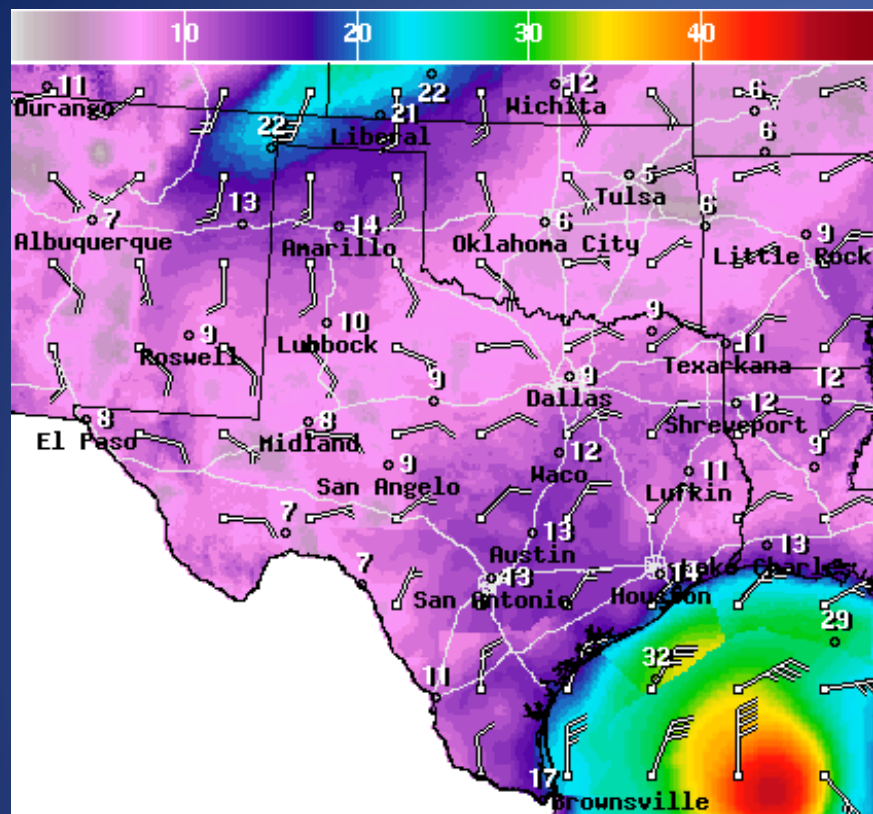 10 20 30 40
11 22 12 6
Durango 21 Wichita
22 Liberal 6
5
Tulsa
7 13 14 6 6 9
Albuquerque Amarillo Oklahoma City Little Rock
9 10 9
Roswell Lubbock Texarkana 11
9 9
Dallas 12 12
8 8 Shreveport
El Paso Midland
9 12 11 9
San Angelo Waco Lufkin
7 13 13
Austin Lake Charles
7 13 14
San Antonio Houston
29
32
11
17
Brownsville